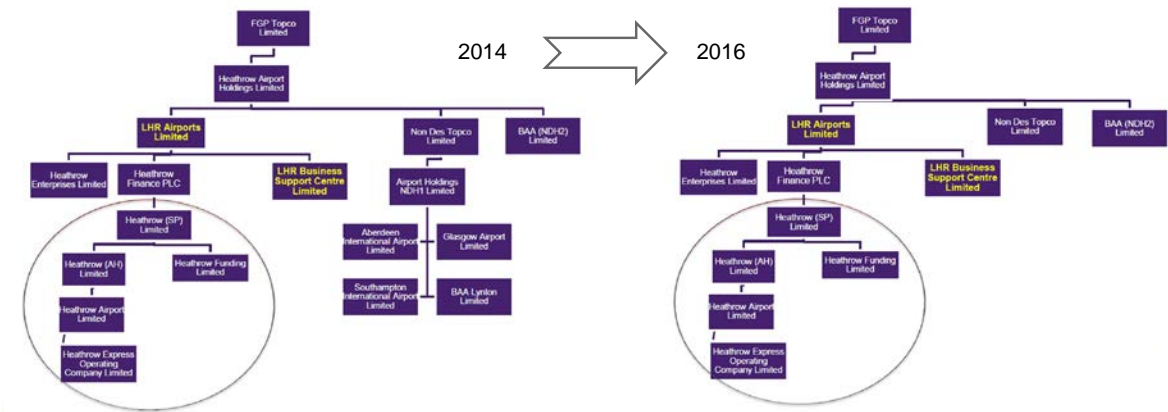 FGP Topco
Limited
2014
2016
Heathrow Airport
Holdings Limited
LHR Airports
Limited
Non Des Topco
Limited
BAA (NDH2)
Limited
Heathrow
Enterprises Limited
Heathrow
Finance PLC
LHR Business
Support Centre
Limited
Airport Holdings
NDH1 Limited
Heathrow (SP)
Limited
Aberdeen
International Airport
Limited
Glasgow Airport
Limited
Heathrow (AH)
Limited
Heathrow Funding
Limited
Southampton
International Airport
Limited
BAA Lynton
Limited
Heathrow Airport
Limited
Heathrow Express
Operating
Company Limited
FGP Topco
Limited
Heathrow Airport
Holdings Limited
LHR Airports
Limited
Non Des Topco
Limited
BAA (NDH2)
Limited
Heathrow
Enterprises Limited
Heathrow
Finance PLC
LHR Business
Support Centre
Limited
Heathrow (SP)
Limited
Heathrow (AH)
Limited
Heathrow Funding
Limited
Heathrow Airport
Limited
Heathrow Express
Operating
Company Limited